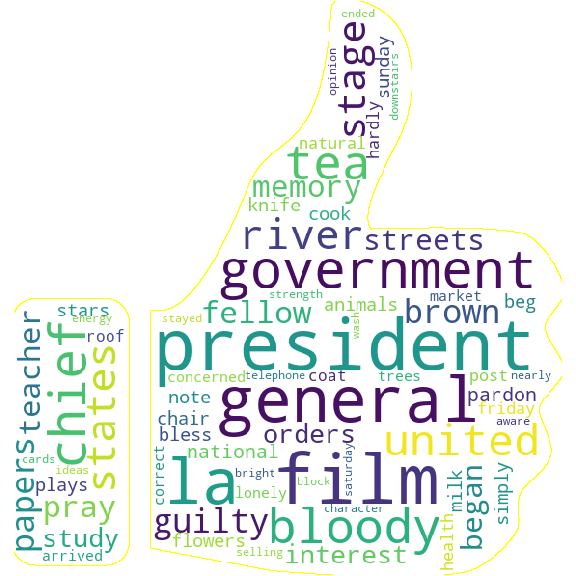 ended
stage
opinion
hardly
sunday
downstairs
natural
tea
memory
knife
cook
river
streets
government
strength
market
stayed
fellow
animals
brown
beg
wash
president
concerned
telephone
coat
trees
post
nearly
note
general
pardon
friday
chair
aware
bless
orders
united
national
la
film
bright
block
saturday
correct
lonely
character
guilty
bloody
began
milk
simply
health
flowers
selling
interest
stars
energy
chief
roof
teacher
states
papers
cards
ideas
plays
pray
study
arrived